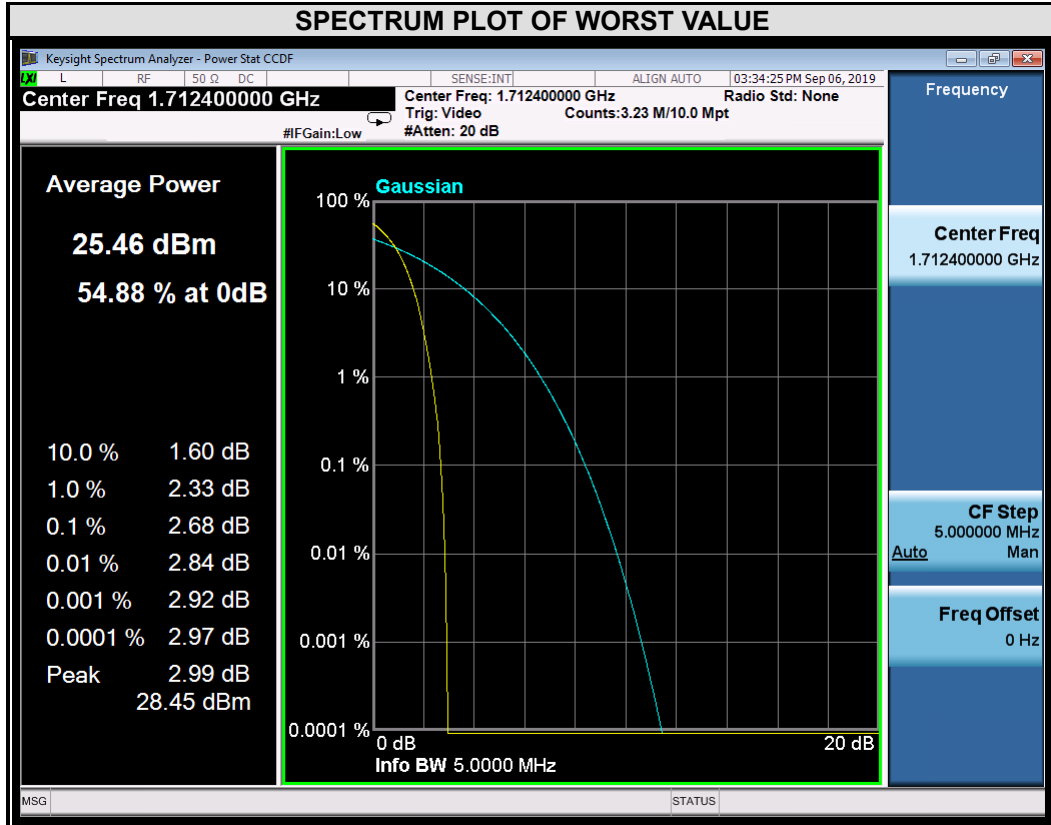 SPECTRUM PLOT OF WORST VALUE
Keysight Spectrum Analyzer - Power Stat CCDF
LXI L RF 50 Ω DC SENSE:INT ALIGN AUTO 03:34:25 PM Sep 06, 2019
Center Freq 1.712400000 GHz
#IFGain:Low
Center Freq: 1.712400000 GHz Radio Std: None
Trig: Video Counts:3.23 M/10.0 Mpt
#Atten: 20 dB
Average Power
25.46 dBm
54.88 % at 0dB
10.0 % 1.60 dB
1.0 % 2.33 dB
0.1 % 2.68 dB
0.01 % 2.84 dB
0.001 % 2.92 dB
0.0001 % 2.97 dB
Peak 2.99 dB
28.45 dBm
Gaussian
100 %
10 %
1 %
0.1 %
0.01 %
0.001 %
0.0001 %
0 dB 20 dB
Info BW 5.0000 MHz
Frequency
Center Freq
1.712400000 GHz
CF Step
5.000000 MHz
Auto Man
Freq Offset
0 Hz
MSG STATUS